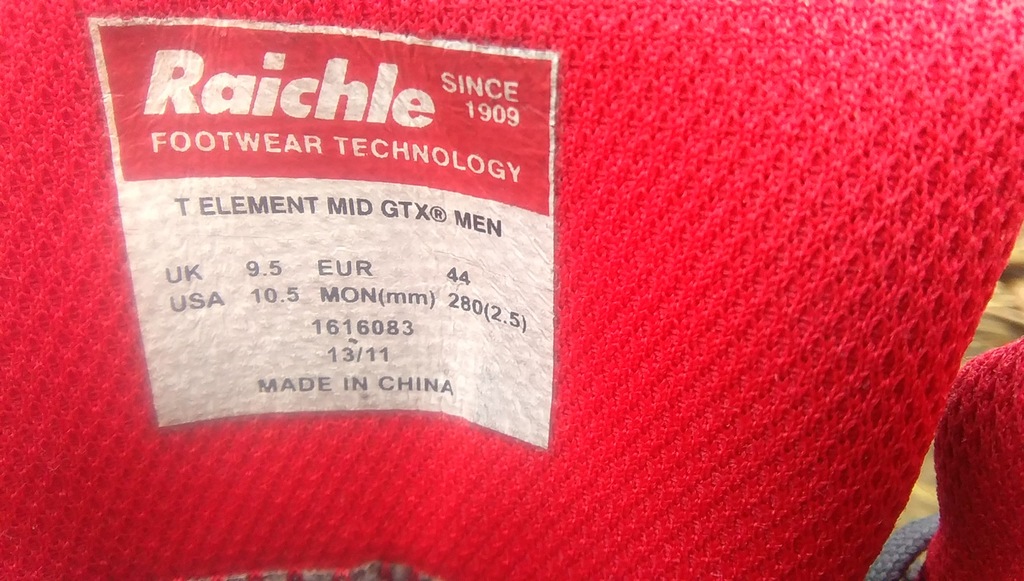 Raichle SINCE 1909
FOOTWEAR TECHNOLOGY
T ELEMENT MID GTX® MEN
UK 9.5 EUR 44
USA 10.5 MON(mm) 280(2.5)
1616083
13/11
MADE IN CHINA